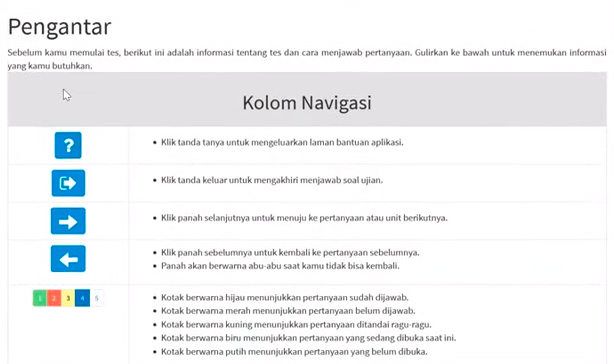 Pengantar
Sebelum kamu memulai tes, berikut ini adalah informasi tentang tes dan cara menjawab pertanyaan. Gulirkan ke bawah untuk menemukan informasi
yang kamu butuhkan.
Kolom Navigasi
?
• Klik tanda tanya untuk mengeluarkan laman bantuan aplikasi.
• Klik tanda keluar untuk mengakhiri menjawab soal ujian.
• Klik panah selanjutnya untuk menuju ke pertanyaan atau unit berikutnya.
• Klik panah sebelumnya untuk kembali ke pertanyaan sebelumnya.
• Panah akan berwarna abu-abu saat kamu tidak bisa kembali.
1 2 3 4 5
• Kotak berwarna hijau menunjukkan pertanyaan sudah dijawab.
• Kotak berwarna merah menunjukkan pertanyaan belum dijawab.
• Kotak berwarna kuning menunjukkan pertanyaan ditandai ragu-ragu.
• Kotak berwarna biru menunjukkan pertanyaan yang sedang dibuka saat ini.
• Kotak berwarna putih menunjukkan pertanyaan yang belum dibuka.